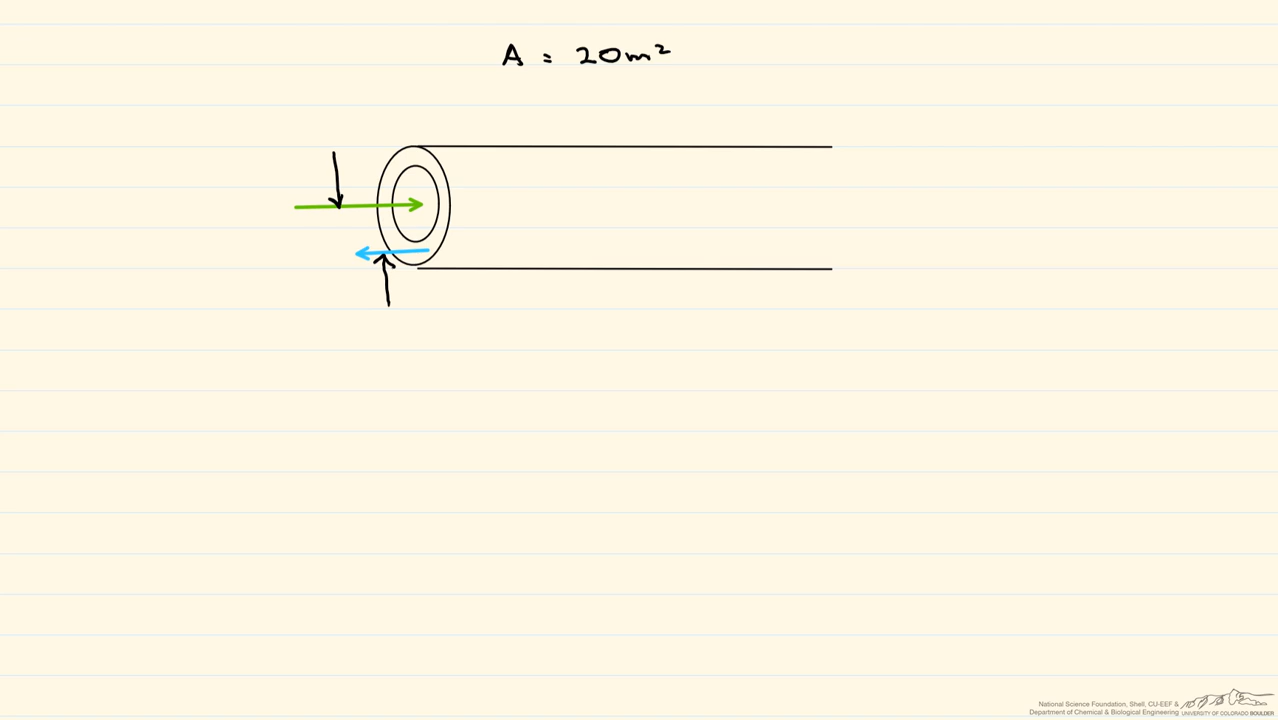 A = 20m²
National Science Foundation, Shell, CU-EEF &
Department of Chemical & Biological Engineering UNIVERSITY OF COLORADO BOULDER